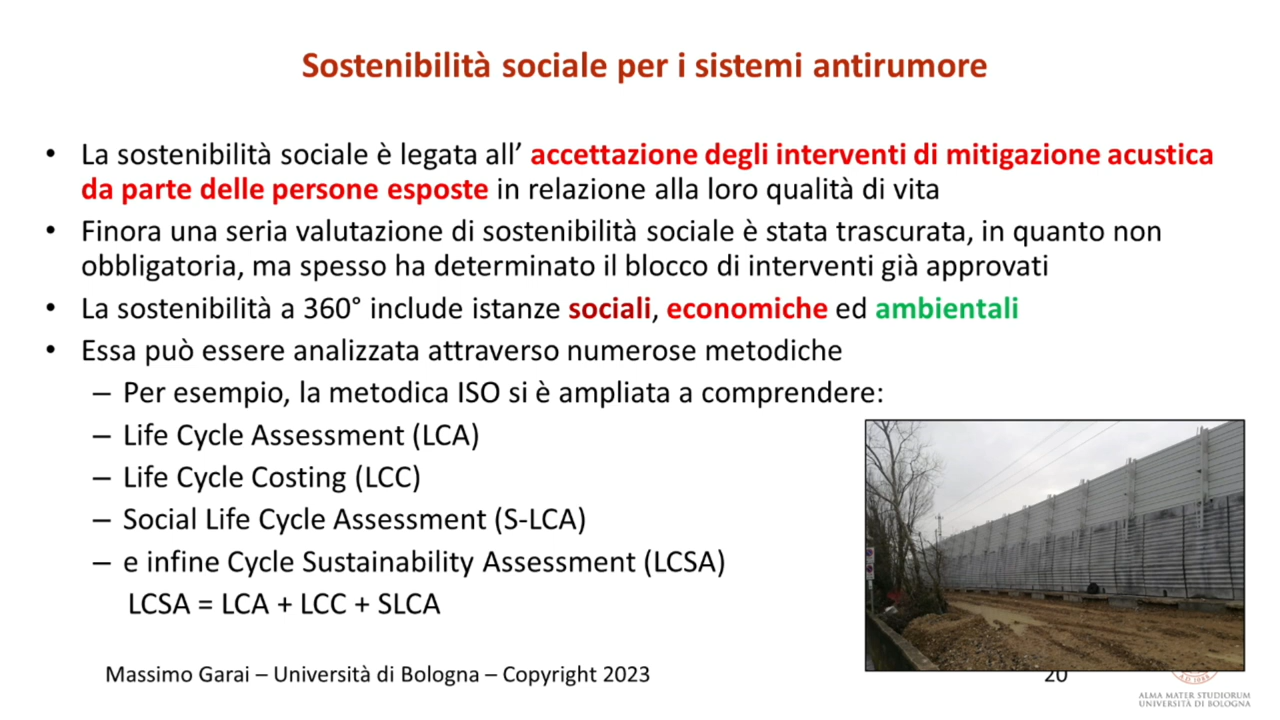 Sostenibilità sociale per i sistemi antirumore
• La sostenibilità sociale è legata all’ accettazione degli interventi di mitigazione acustica
da parte delle persone esposte in relazione alla loro qualità di vita
• Finora una seria valutazione di sostenibilità sociale è stata trascurata, in quanto non
obbligatoria, ma spesso ha determinato il blocco di interventi già approvati
• La sostenibilità a 360° include istanze sociali, economiche ed ambientali
• Essa può essere analizzata attraverso numerose metodiche
– Per esempio, la metodica ISO si è ampliata a comprendere:
– Life Cycle Assessment (LCA)
– Life Cycle Costing (LCC)
– Social Life Cycle Assessment (S-LCA)
– e infine Cycle Sustainability Assessment (LCSA)
LCSA = LCA + LCC + SLCA
Massimo Garai – Università di Bologna – Copyright 2023
20
ALMA MATER STUDIORUM
UNIVERSITÀ DI BOLOGNA